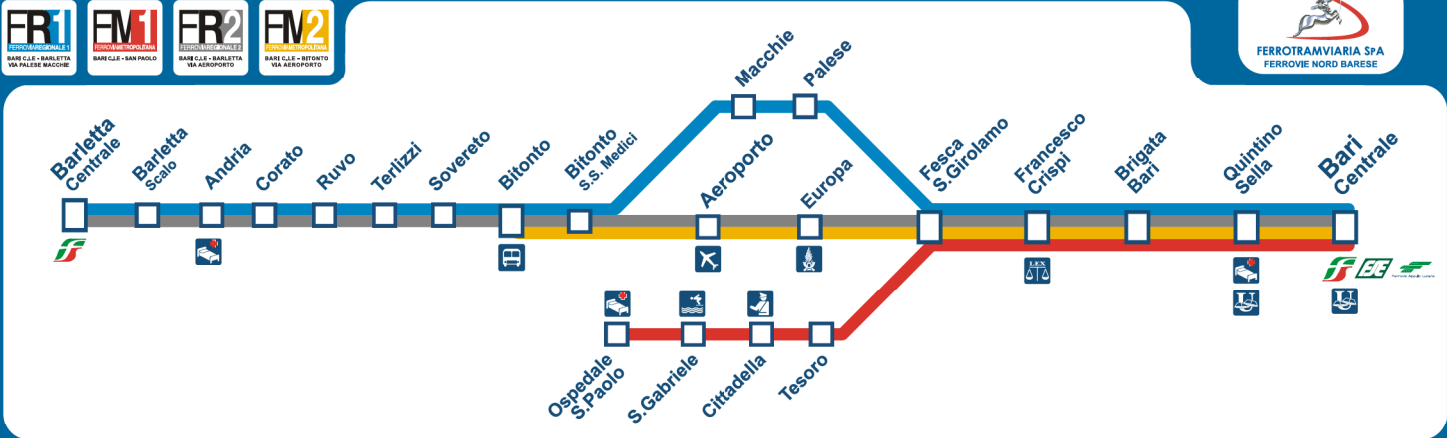 FR1
FERROVIAREGIONALE 1
BARI C,LE - BARLETTA
VIA PALESE MACCHIE
FM1
FERROVIAMETROPOLITANA
BARI C,LE - SAN PAOLO
FR2
FERROVIAREGIONALE 2
BARI C,LE - BARLETTA
VIA AEROPORTO
FM2
FERROVIAMETROPOLITANA
BARI C,LE - BITONTO
VIA AEROPORTO
FERROTRAMVIARIA SPA
FERROVIE NORD BARESE
Barletta
Centrale
Barletta
Scalo
Andria
Corato
Ruvo
Terlizzi
Sovereto
Bitonto
Bitonto
S.S. Medici
Macchie
Palese
Aeroporto
Europa
Fesca
S.Girolamo
Francesco
Crispi
Brigata
Bari
Quintino
Sella
Bari
Centrale
LEX
Ospedale
S.Paolo
S.Gabriele
Cittadella
Tesoro